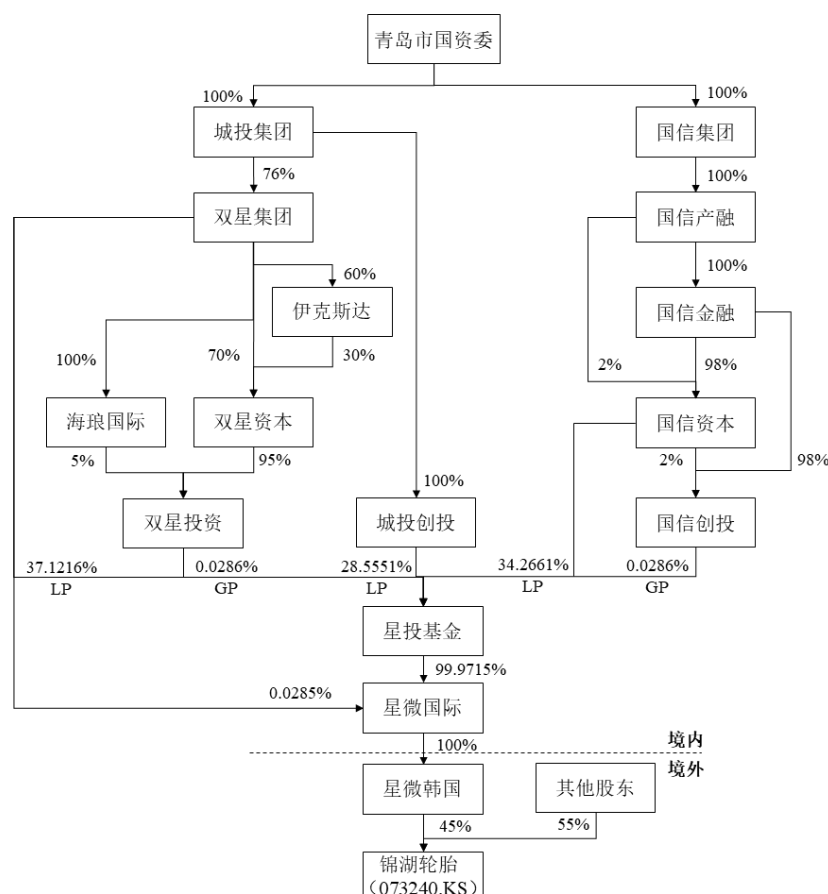 青岛市国资委
100%
100%
城投集团
国信集团
76%
100%
双星集团
国信产融
60%
100%
伊克斯达
国信金融
100%
70%
30%
2%
98%
海琅国际
双星资本
国信资本
5%
95%
100%
2%
98%
双星投资
城投创投
国信创投
37.1216%
0.0286%
28.5551%
34.2661%
0.0286%
LP
GP
LP
LP
GP
星投基金
99.9715%
0.0285%
星微国际
境内
100%
境外
星微韩国
其他股东
45%
55%
锦湖轮胎
（073240.KS）